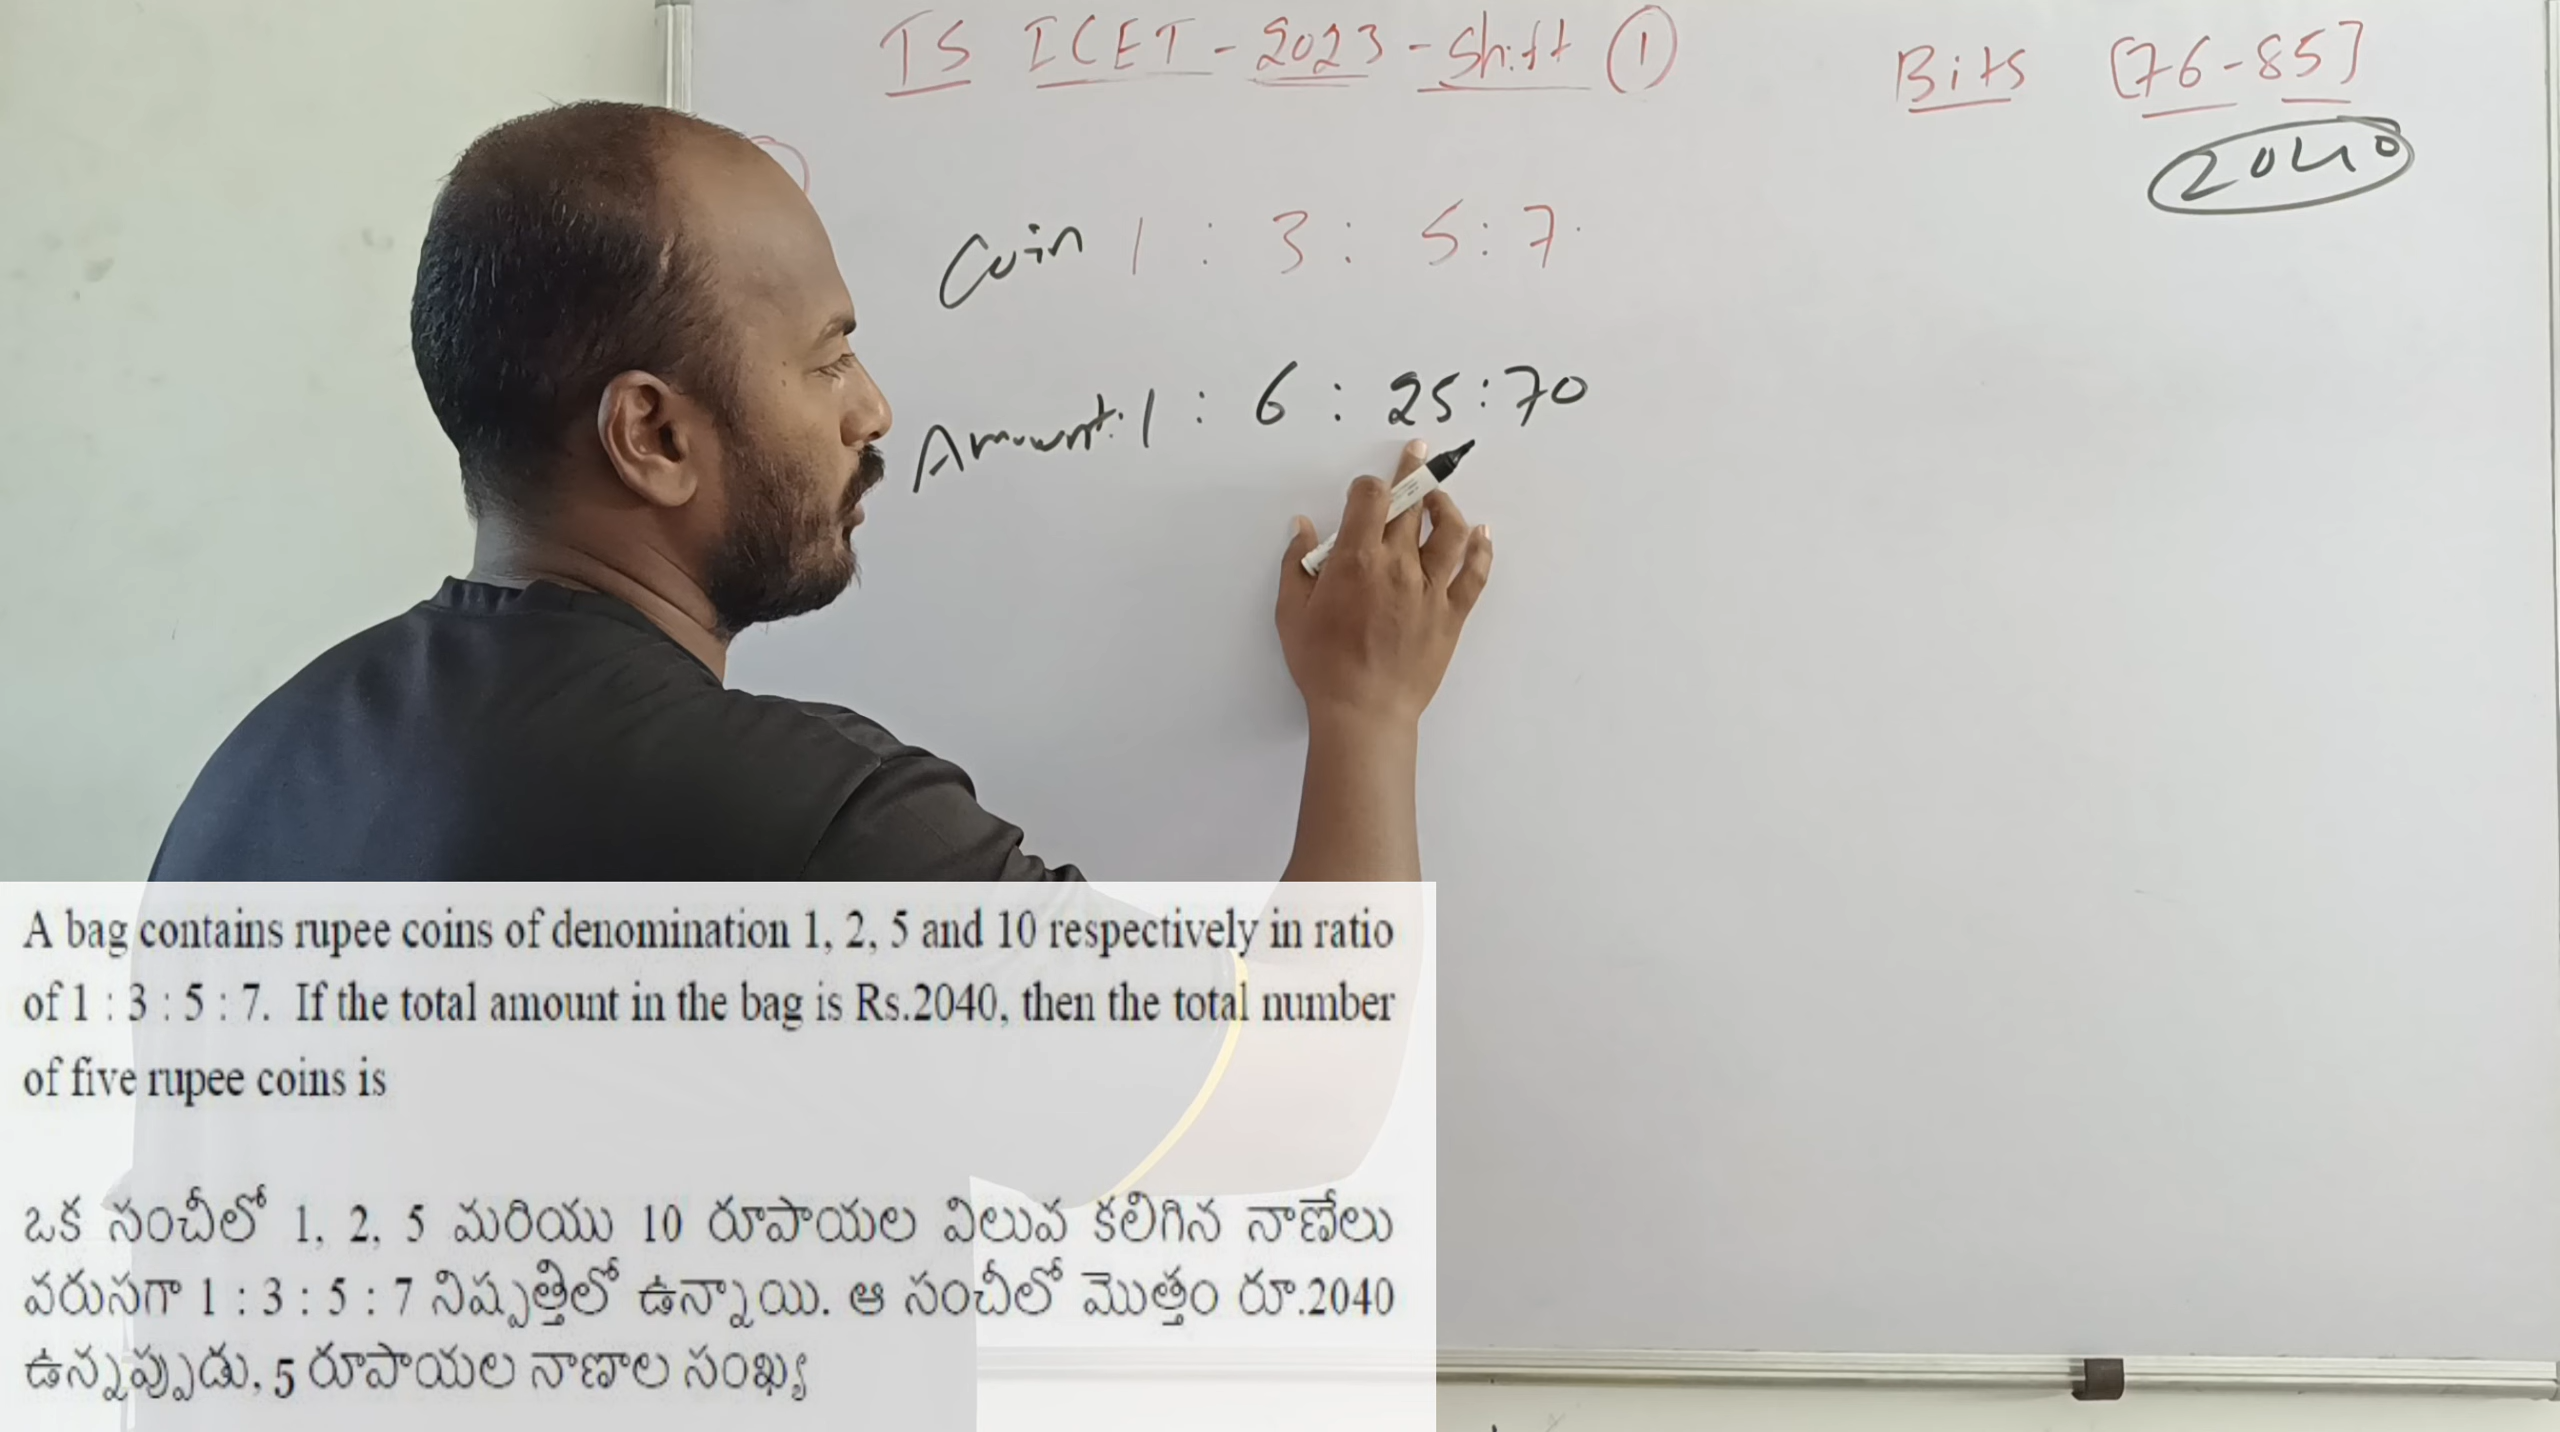 TS ICET - 2023 - Shift 1
Bits [76-85]
2040
Coin 1 : 3 : 5 : 7
Amount: 1 : 6 : 25 : 70
A bag contains rupee coins of denomination 1, 2, 5 and 10 respectively in ratio
of 1 : 3 : 5 : 7. If the total amount in the bag is Rs.2040, then the total number
of five rupee coins is
ఒక సంచీలో 1, 2, 5 మరియు 10 రూపాయల విలువ కలిగిన నాణేలు
వరుసగా 1 : 3 : 5 : 7 నిష్పత్తిలో ఉన్నాయి. ఆ సంచీలో మొత్తం రూ.2040
ఉన్నప్పుడు, 5 రూపాయల నాణాల సంఖ్య